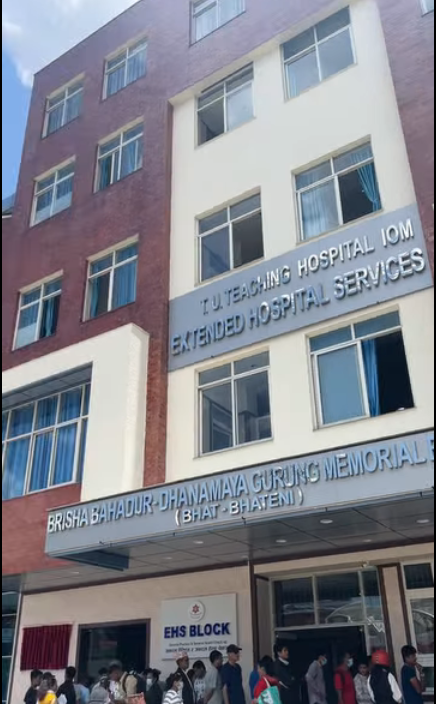 T.U. TEACHING HOSPITAL IOM
EXTENDED HOSPITAL SERVICES
BRISHA BAHADUR-DHANAMAYA GURUNG MEMORIAL
(BHAT-BHATENI)
EHS BLOCK